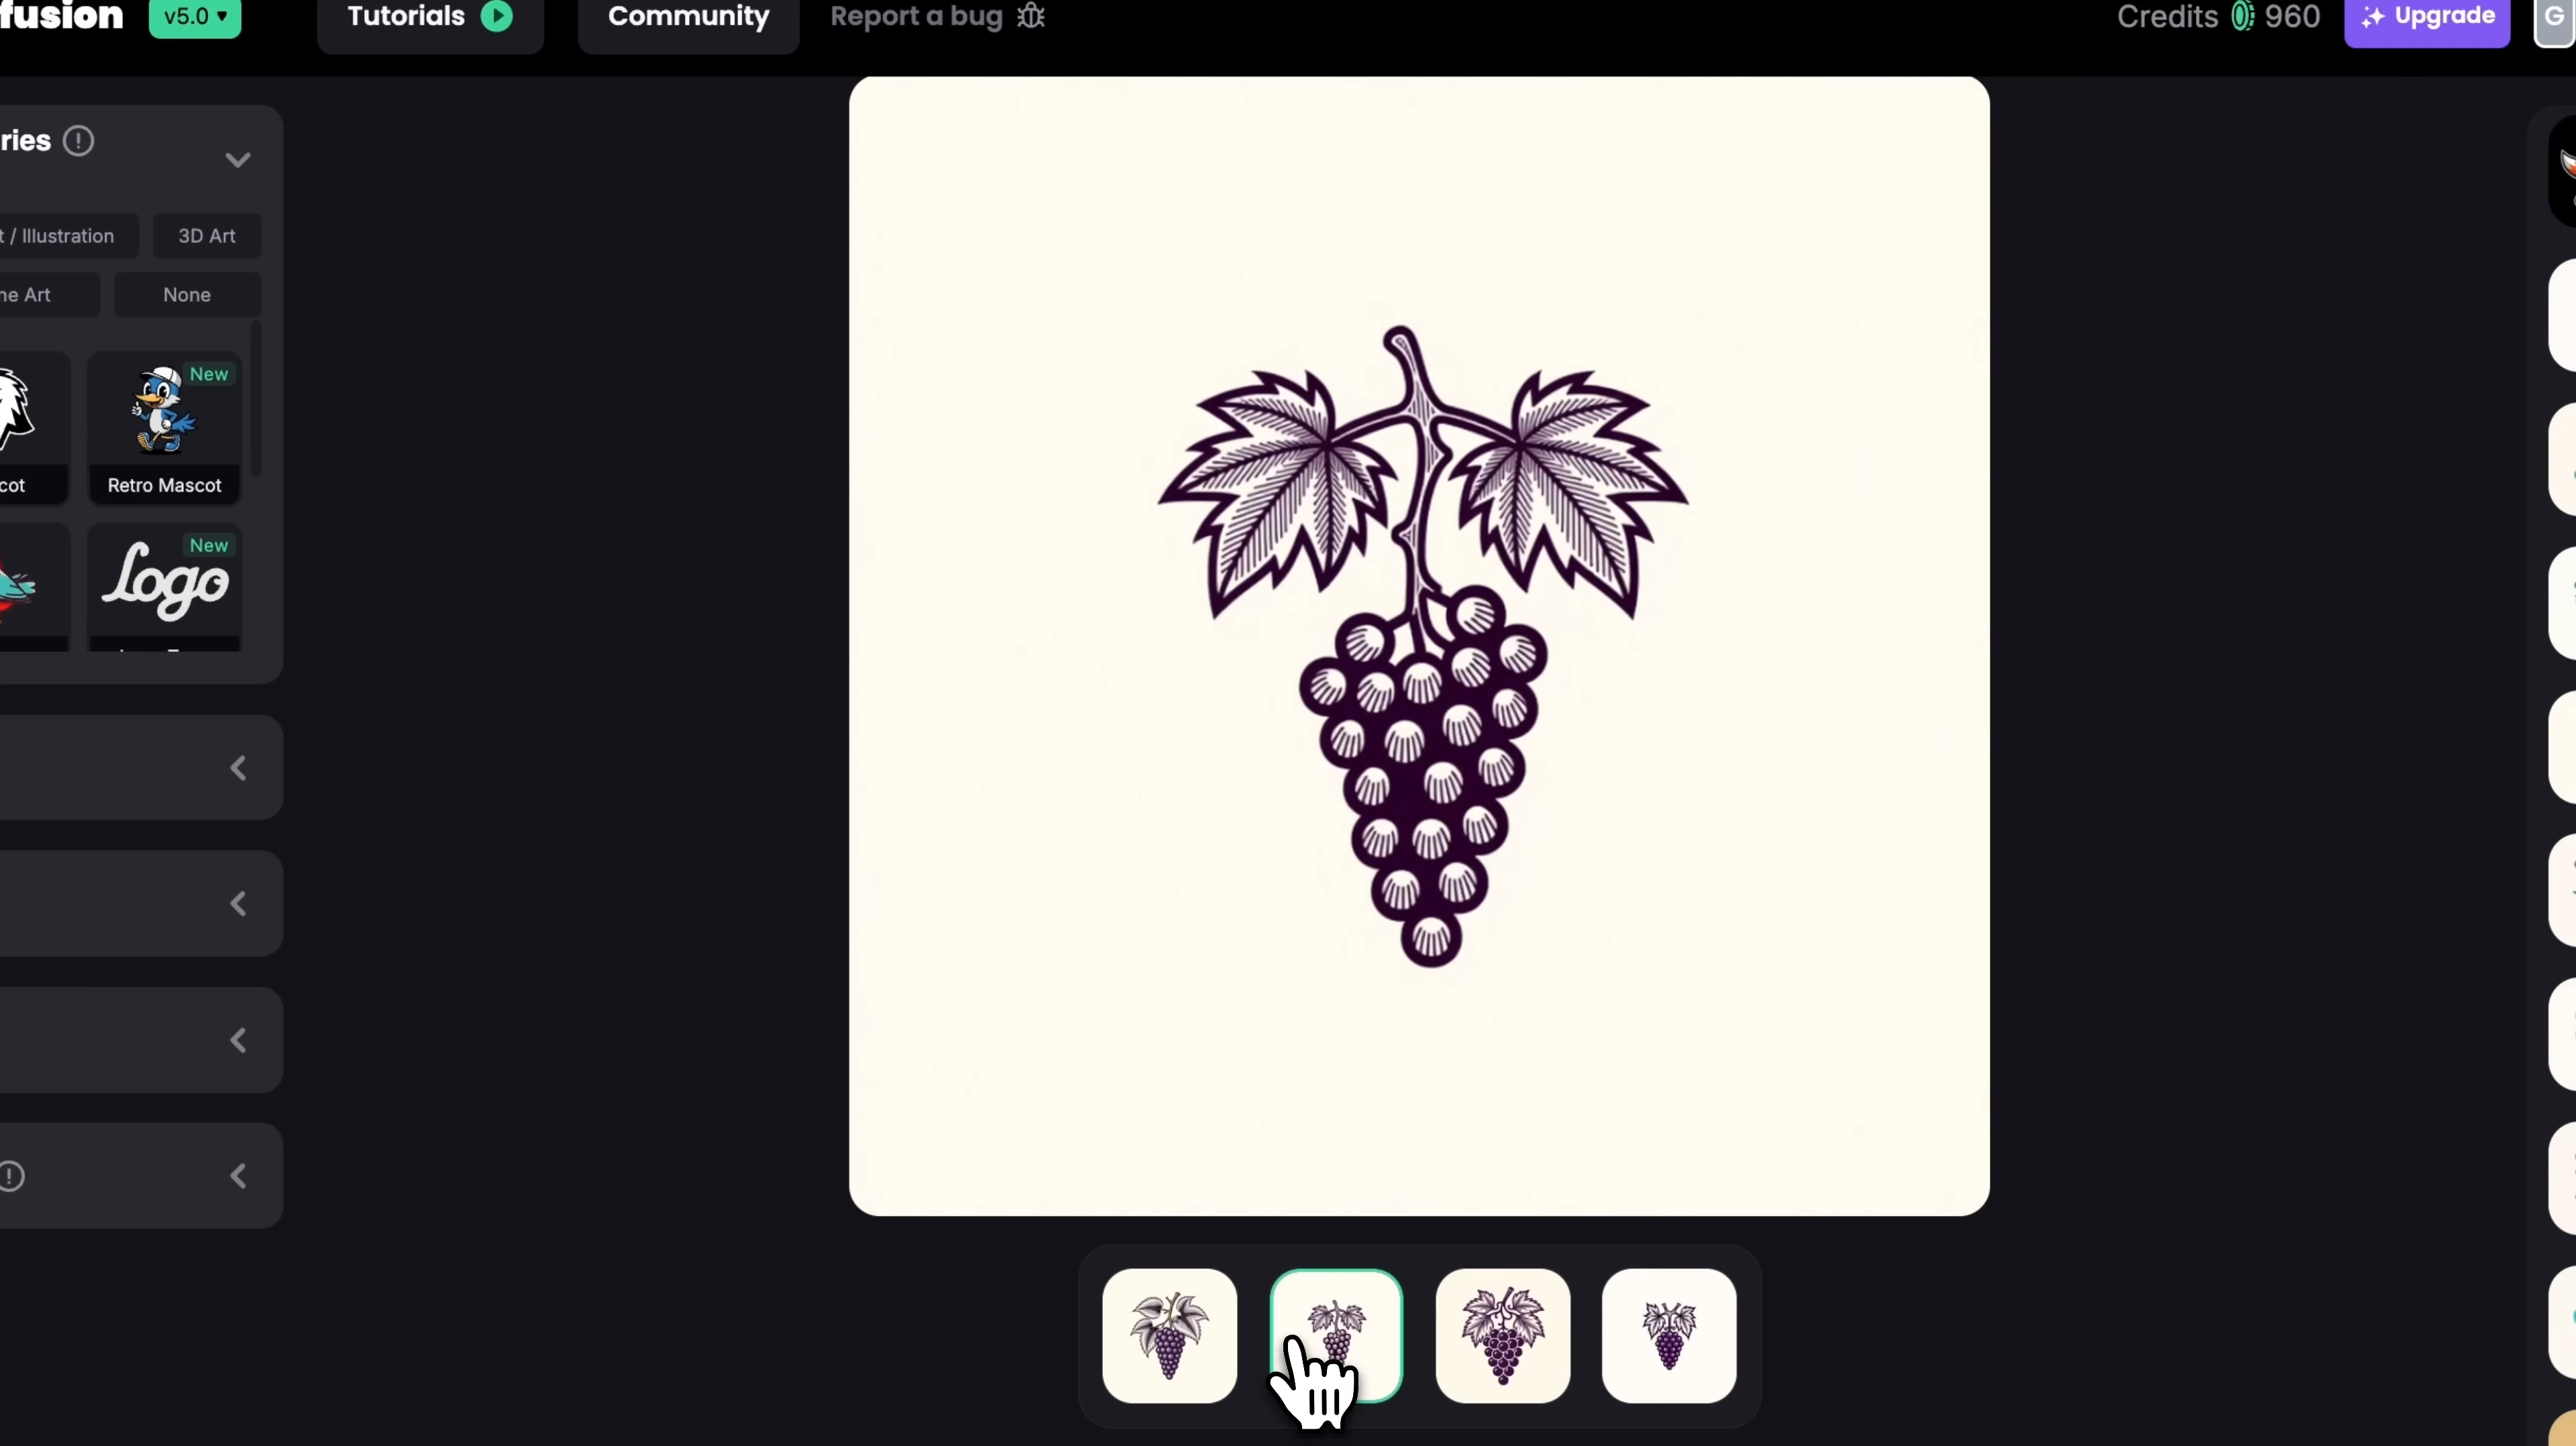 fusion v5.0 ▾ Tutorials Community Report a bug Credits 960 Upgrade G
ries
t / Illustration 3D Art
ne Art None
New
cot Retro Mascot
New
Logo